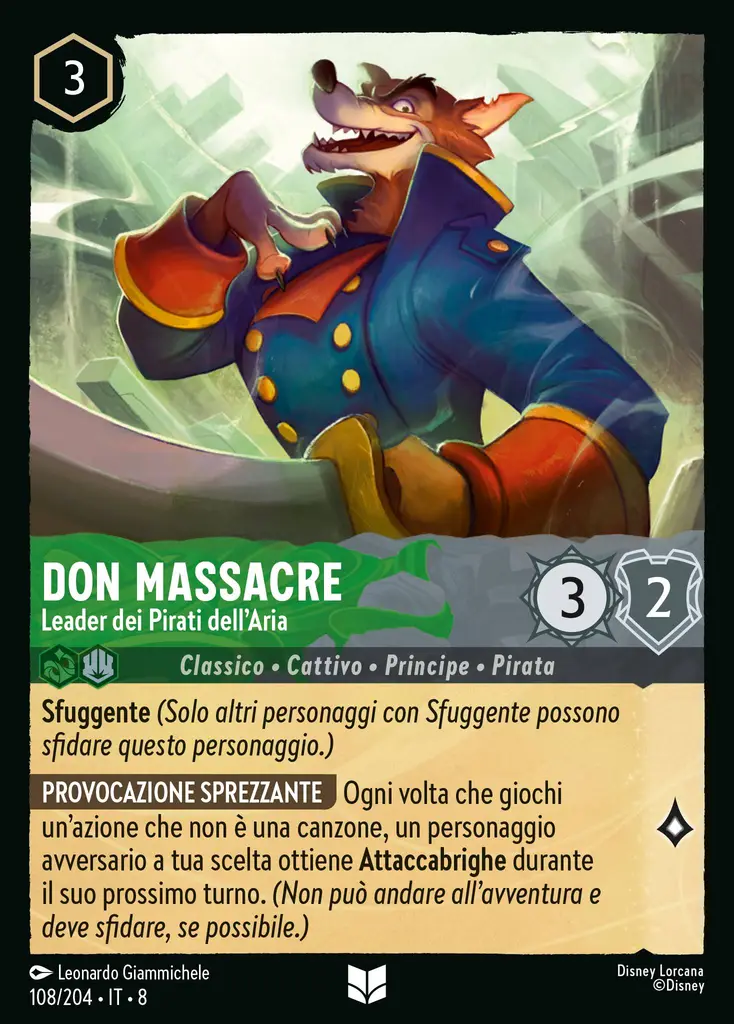 3
DON MASSACRE
Leader dei Pirati dell'Aria
3
2
Classico • Cattivo • Principe • Pirata
Sfuggente (Solo altri personaggi con Sfuggente possono
sfidare questo personaggio.)
PROVOCAZIONE SPREZZANTE Ogni volta che giochi
un'azione che non è una canzone, un personaggio
avversario a tua scelta ottiene Attaccabrighe durante
il suo prossimo turno. (Non può andare all'avventura e
deve sfidare, se possibile.)
Leonardo Giammichele
108/204 • IT • 8
Disney Lorcana
©Disney